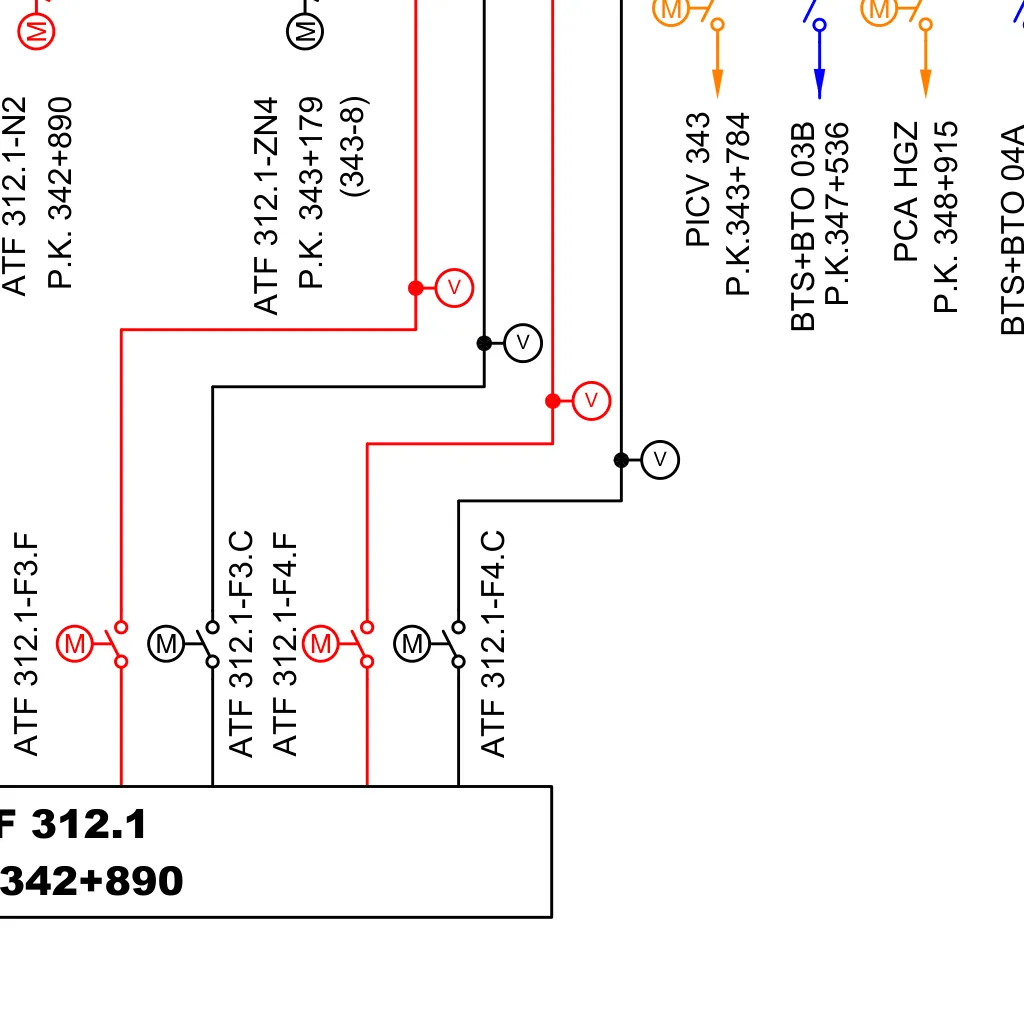 M
M
M
M
ATF 312.1-N2
P.K. 342+890
ATF 312.1-ZN4
P.K. 343+179
(343-8)
PICV 343
P.K.343+784
BTS+BTO 03B
P.K.347+536
PCA HGZ
P.K. 348+915
BTS+BTO 04A
V
V
V
V
ATF 312.1-F3.F
ATF 312.1-F3.C
ATF 312.1-F4.F
ATF 312.1-F4.C
M
M
M
M
F 312.1
342+890